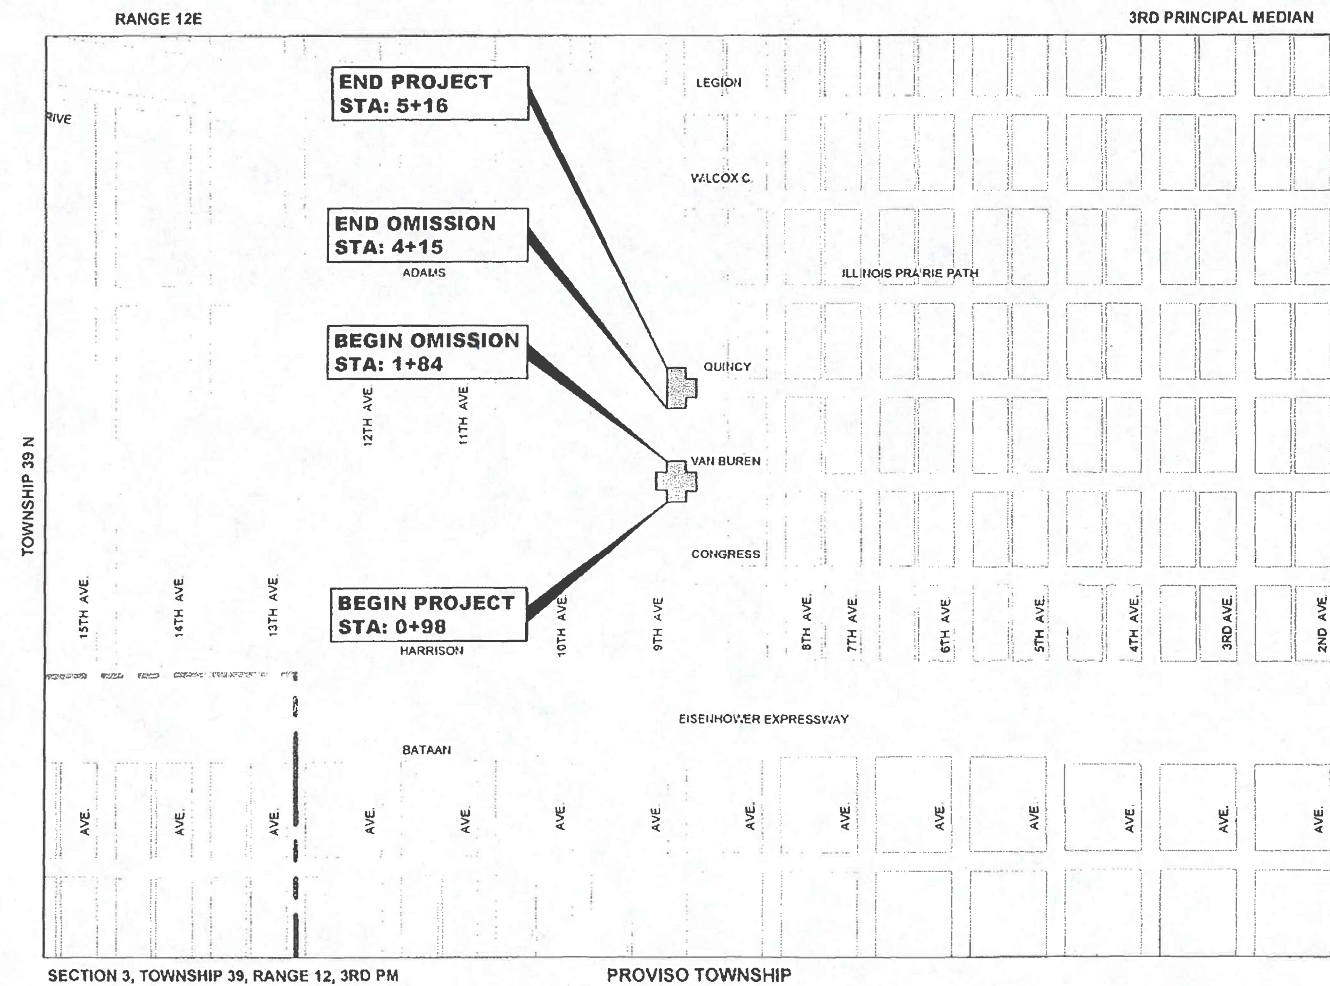 RANGE 12E
3RD PRINCIPAL MEDIAN
END PROJECT
STA: 5+16
LEGION
RIVE
WILCOX C.
END OMISSION
STA: 4+15
ADAMS
ILLINOIS PRAIRIE PATH
BEGIN OMISSION
STA: 1+84
QUINCY
12TH AVE
11TH AVE
VAN BUREN
TOWNSHIP 39 N
CONGRESS
BEGIN PROJECT
STA: 0+98
HARRISON
15TH AVE.
14TH AVE.
13TH AVE.
10TH AVE.
9TH AVE.
8TH AVE.
7TH AVE.
6TH AVE.
5TH AVE.
4TH AVE.
3RD AVE.
2ND AVE.
EISENHOWER EXPRESSWAY
BATAAN
AVE.
AVE.
AVE.
AVE.
AVE.
AVE.
AVE.
AVE.
AVE.
AVE.
AVE.
AVE.
AVE.
AVE.
SECTION 3, TOWNSHIP 39, RANGE 12, 3RD PM
PROVISO TOWNSHIP